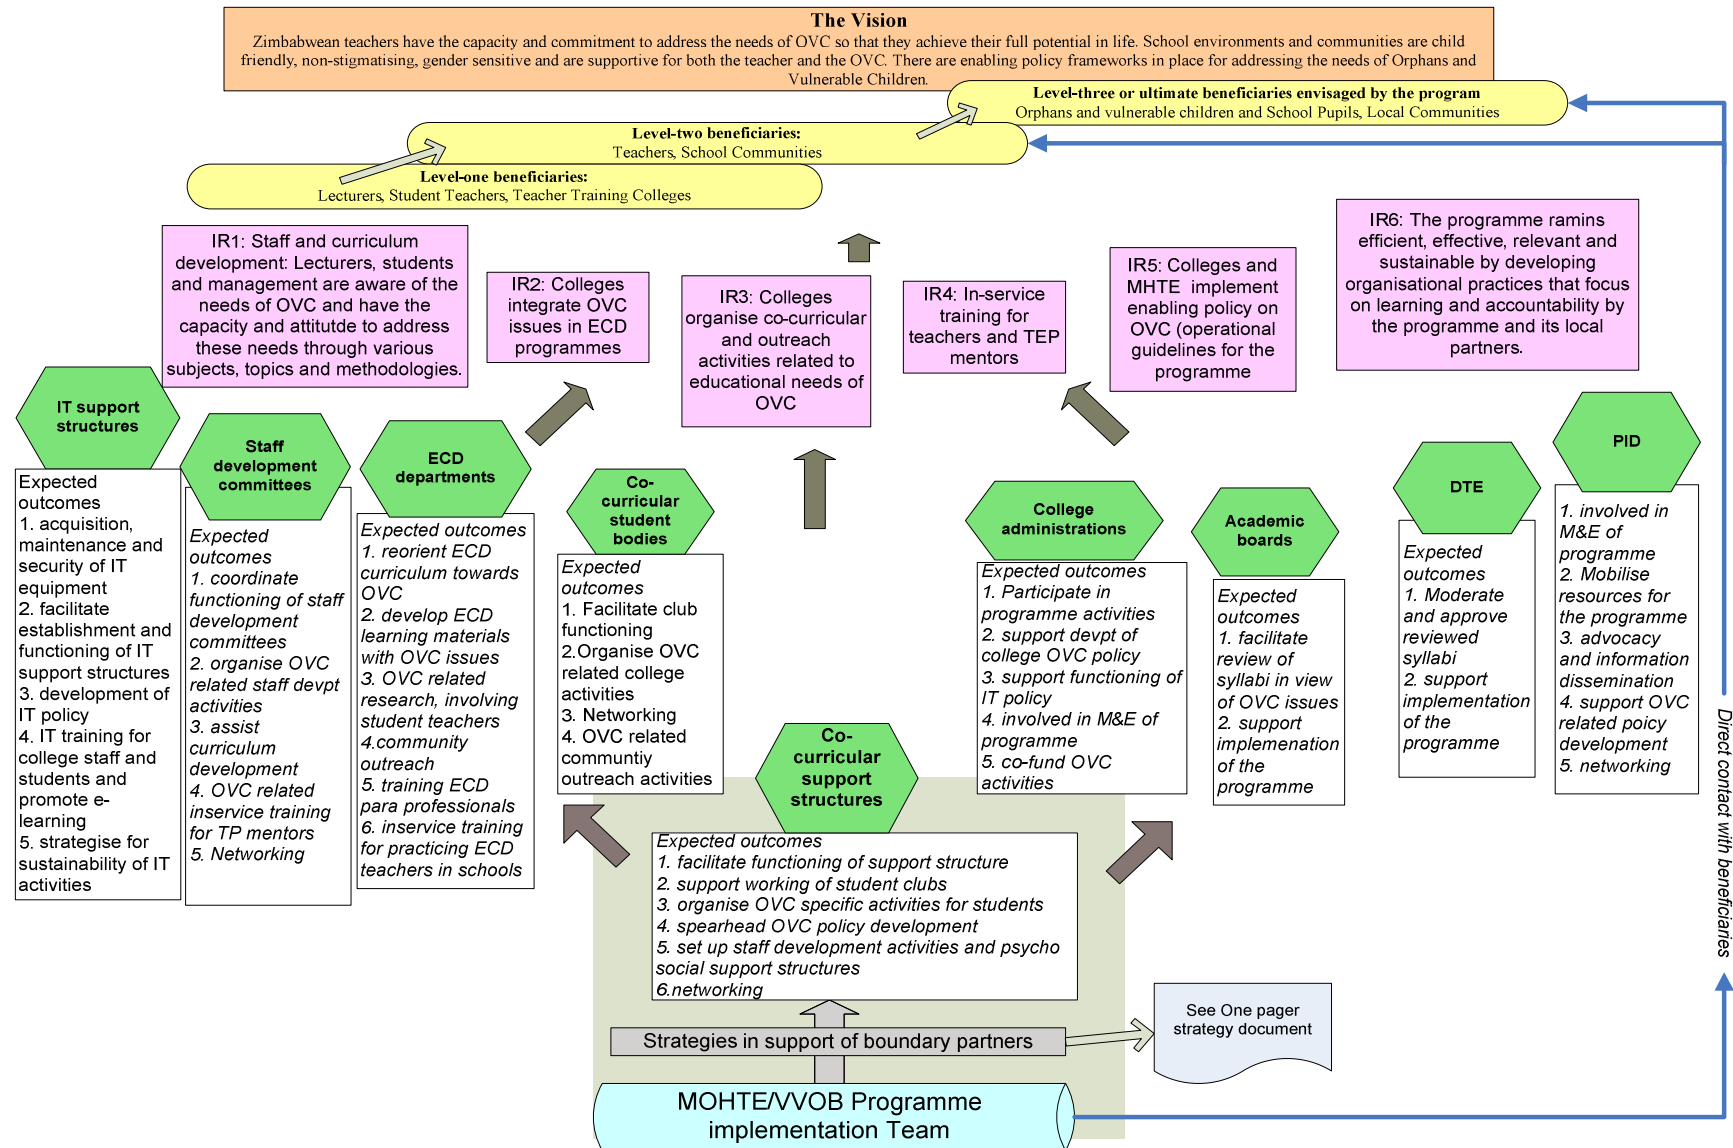 The Vision
Zimbabwean teachers have the capacity and commitment to address the needs of OVC so that they achieve their full potential in life. School environments and communities are child
friendly, non-stigmatising, gender sensitive and are supportive for both the teacher and the OVC. There are enabling policy frameworks in place for addressing the needs of Orphans and
Vulnerable Children.
Level-three or ultimate beneficiaries envisaged by the program
Orphans and vulnerable children and School Pupils, Local Communities
Level-two beneficiaries:
Teachers, School Communities
Level-one beneficiaries:
Lecturers, Student Teachers, Teacher Training Colleges
IR1: Staff and curriculum
development: Lecturers, students
and management are aware of the
needs of OVC and have the
capacity and attitutde to address
these needs through various
subjects, topics and methodologies.
IR2: Colleges
integrate OVC
issues in ECD
programmes
IR3: Colleges
organise co-curricular
and outreach
activities related to
educational needs of
OVC
IR4: In-service
training for
teachers and TEP
mentors
IR5: Colleges and
MHTE implement
enabling policy on
OVC (operational
guidelines for the
programme
IR6: The programme ramins
efficient, effective, relevant and
sustainable by developing
organisational practices that focus
on learning and accountability by
the programme and its local
partners.
IT support
structures
Expected
outcomes
1. acquisition,
maintenance and
security of IT
equipment
2. facilitate
establishment and
functioning of IT
support structures
3. development of
IT policy
4. IT training for
college staff and
students and
promote e-
learning
5. strategise for
sustainability of IT
activities
Staff
development
committees
Expected
outcomes
1. coordinate
functioning of staff
development
committees
2. organise OVC
related staff devpt
activities
3. assist
curriculum
development
4. OVC related
inservice training
for TP mentors
5. Networking
ECD
departments
Expected outcomes
1. reorient ECD
curriculum towards
OVC
2. develop ECD
learning materials
with OVC issues
3. OVC related
research, involving
student teachers
4.community
outreach
5. training ECD
para professionals
6. inservice training
for practicing ECD
teachers in schools
Co-
curricular
student
bodies
Expected
outcomes
1. Facilitate club
functioning
2.Organise OVC
related college
activities
3. Networking
4. OVC related
communtiy
outreach activities
Co-
curricular
support
structures
Expected outcomes
1. facilitate functioning of support structure
2. support working of student clubs
3. organise OVC specific activities for students
4. spearhead OVC policy development
5. set up staff development activities and psycho
social support structures
6.networking
College
administrations
Expected outcomes
1. Participate in
programme activities
2. support devpt of
college OVC policy
3. support functioning of
IT policy
4. involved in M&E of
programme
5. co-fund OVC
activities
Academic
boards
Expected
outcomes
1. facilitate
review of
syllabi in view
of OVC issues
2. support
implemenation
of the
programme
DTE
Expected
outcomes
1. Moderate
and approve
reviewed
syllabi
2. support
implementation
of the
programme
PID
1. involved in
M&E of
programme
2. Mobilise
resources for
the programme
3. advocacy
and information
dissemination
4. support OVC
related poicy
development
5. networking
Direct contact with beneficiaries
See One pager
strategy document
Strategies in support of boundary partners
MOHTE/VVOB Programme
implementation Team